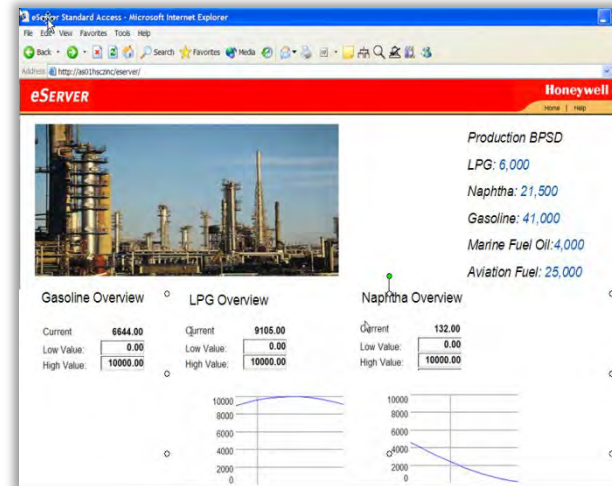 eServer Standard Access - Microsoft Internet Explorer
File Edit View Favorites Tools Help
Back Search Favorites Media
Address http://as01hsczinc/eserver/
eSERVER
Honeywell
Home | Help
Production BPSD
LPG: 6,000
Naphtha: 21,500
Gasoline: 41,000
Marine Fuel Oil:4,000
Aviation Fuel: 25,000
Gasoline Overview
Current 6644.00
Low Value: 0.00
High Value: 10000.00
LPG Overview
Current 9105.00
Low Value: 0.00
High Value: 10000.00
Naphtha Overview
Current 132.00
Low Value: 0.00
High Value: 10000.00
10000
8000
6000
4000
2000
0
10000
8000
6000
4000
2000
0